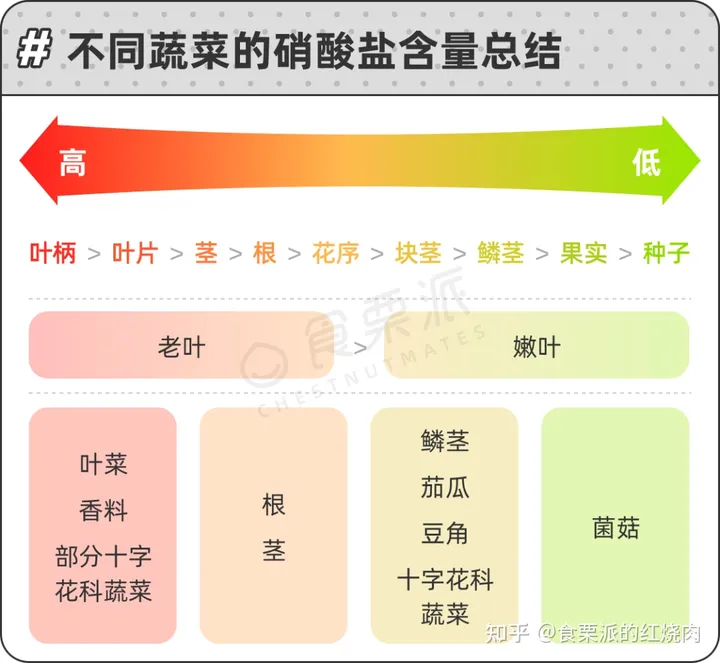 # 不同蔬菜的硝酸盐含量总结
高 低
叶柄 > 叶片 > 茎 > 根 > 花序 > 块茎 > 鳞茎 > 果实 > 种子
老叶 > 嫩叶
食栗派
CHESTNUTMATES
叶菜
香料
部分十字
花科蔬菜
根
茎
鳞茎
茄瓜
豆角
十字花科
蔬菜
菌菇
知乎 @食栗派的红烧肉